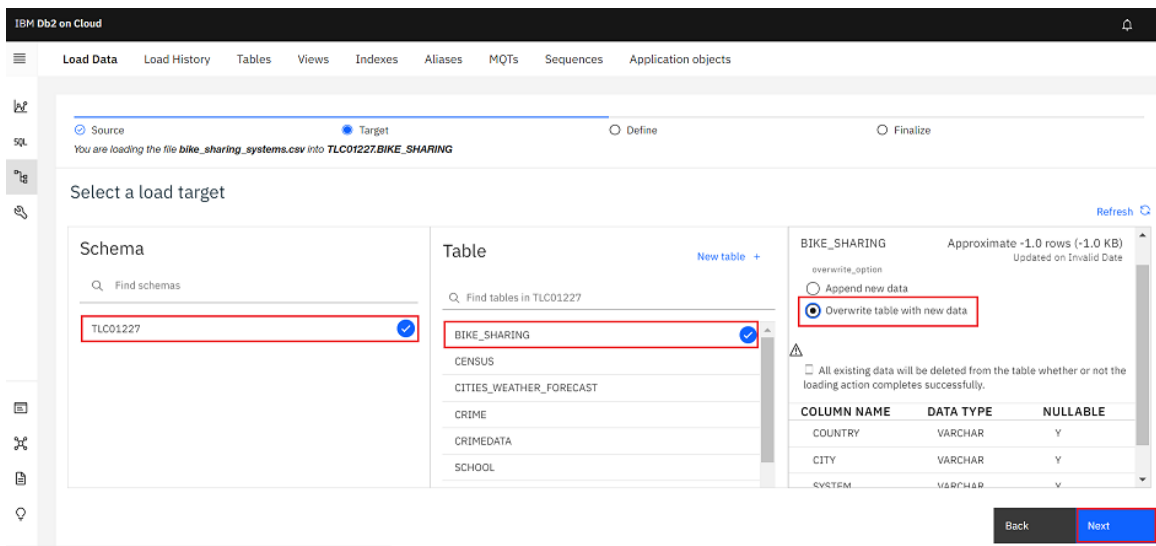 IBM Db2 on Cloud
Load Data Load History Tables Views Indexes Aliases MQTs Sequences Application objects
SQL
Source Target Define Finalize
You are loading the file bike_sharing_systems.csv into TLC01227.BIKE_SHARING
Select a load target
Refresh
Schema
Find schemas
TLC01227
Table
New table +
Find tables in TLC01227
BIKE_SHARING
CENSUS
CITIES_WEATHER_FORECAST
CRIME
CRIMEDATA
SCHOOL
BIKE_SHARING Approximate -1.0 rows (-1.0 KB)
Updated on Invalid Date
overwrite_option
Append new data
Overwrite table with new data
All existing data will be deleted from the table whether or not the
loading action completes successfully.
COLUMN NAME DATA TYPE NULLABLE
COUNTRY VARCHAR Y
CITY VARCHAR Y
SYSTEM VARCHAR Y
Back Next